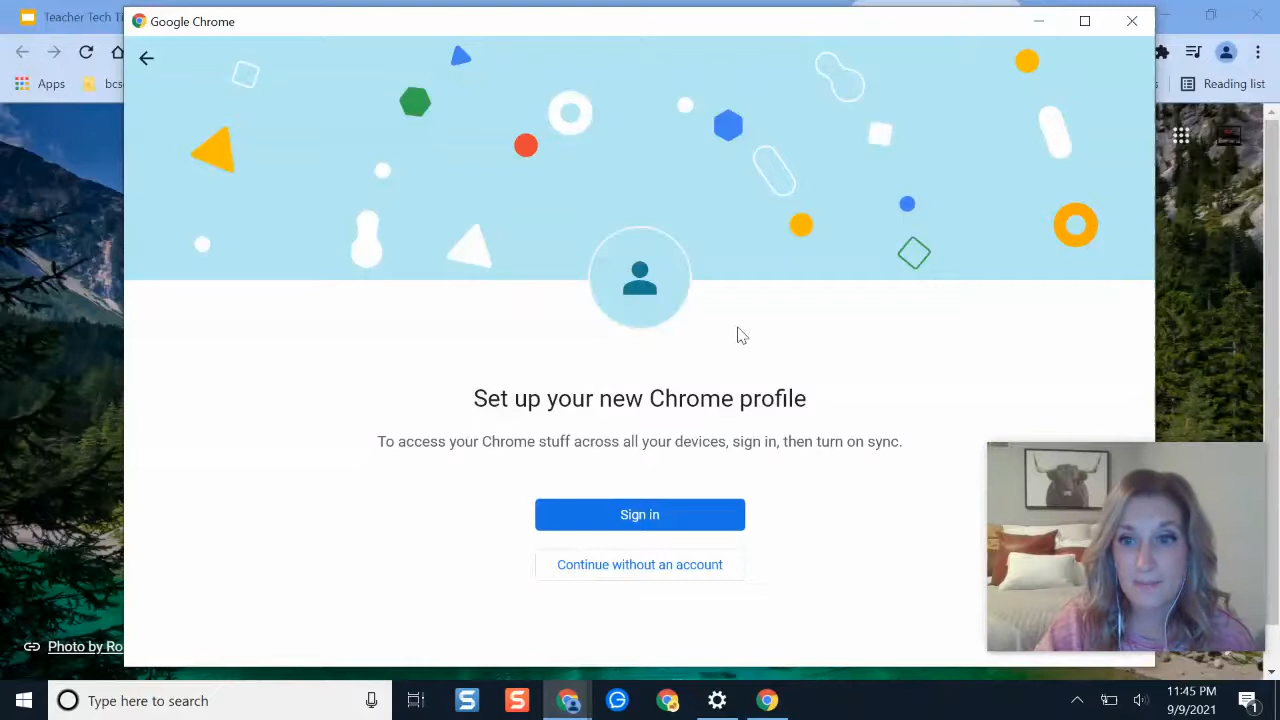 Teacher Tech Ti
Google Chrome
bcs
Reading list
Set up your new Chrome profile
To access your Chrome stuff across all your devices, sign in, then turn on sync.
Sign in
Continue without an account
Photo by Ro
Type here to search
11:45 PM
9/9/2021
1